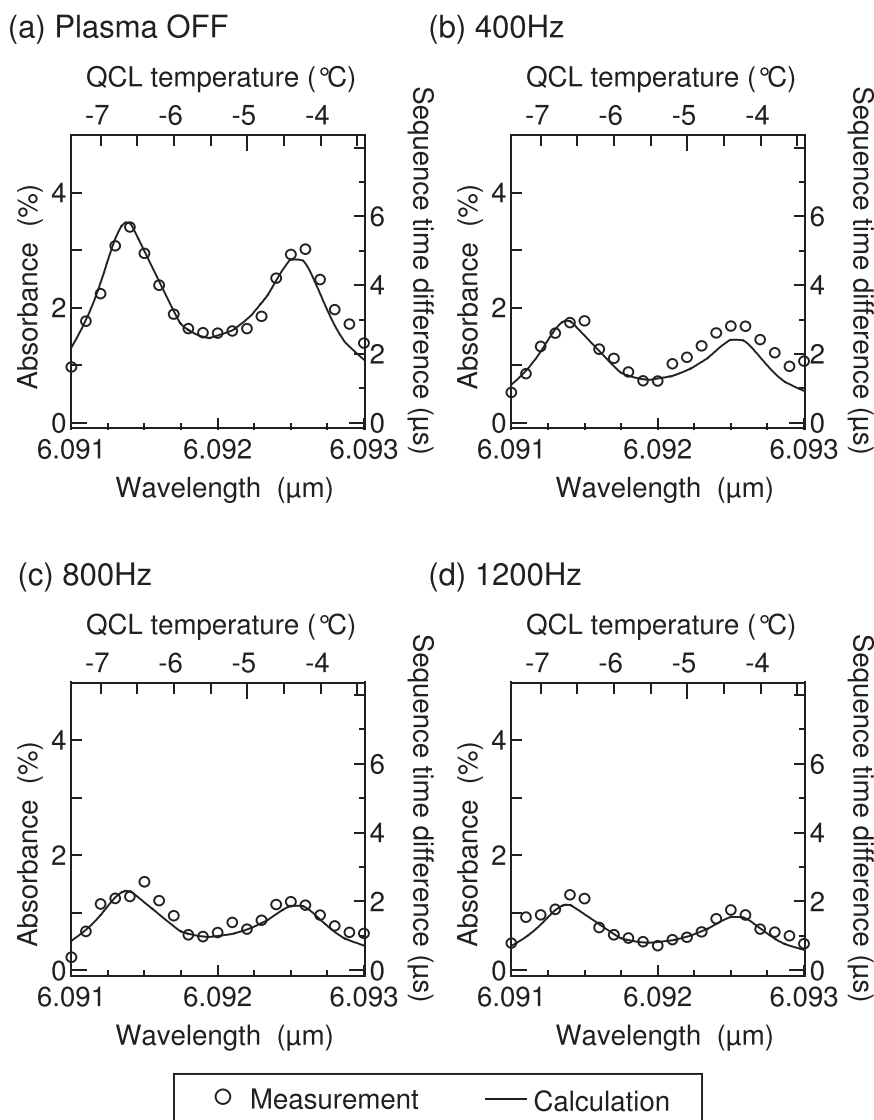 (a) Plasma OFF
QCL temperature (°C)
-7 -6 -5 -4
Absorbance (%)
4
2
0
6
4
2
0
Sequence time difference (μs)
6.091 6.092 6.093
Wavelength (μm)
(b) 400Hz
QCL temperature (°C)
-7 -6 -5 -4
Absorbance (%)
4
2
0
6
4
2
0
Sequence time difference (μs)
6.091 6.092 6.093
Wavelength (μm)
(c) 800Hz
QCL temperature (°C)
-7 -6 -5 -4
Absorbance (%)
4
2
0
6
4
2
0
Sequence time difference (μs)
6.091 6.092 6.093
Wavelength (μm)
(d) 1200Hz
QCL temperature (°C)
-7 -6 -5 -4
Absorbance (%)
4
2
0
6
4
2
0
Sequence time difference (μs)
6.091 6.092 6.093
Wavelength (μm)
Measurement Calculation